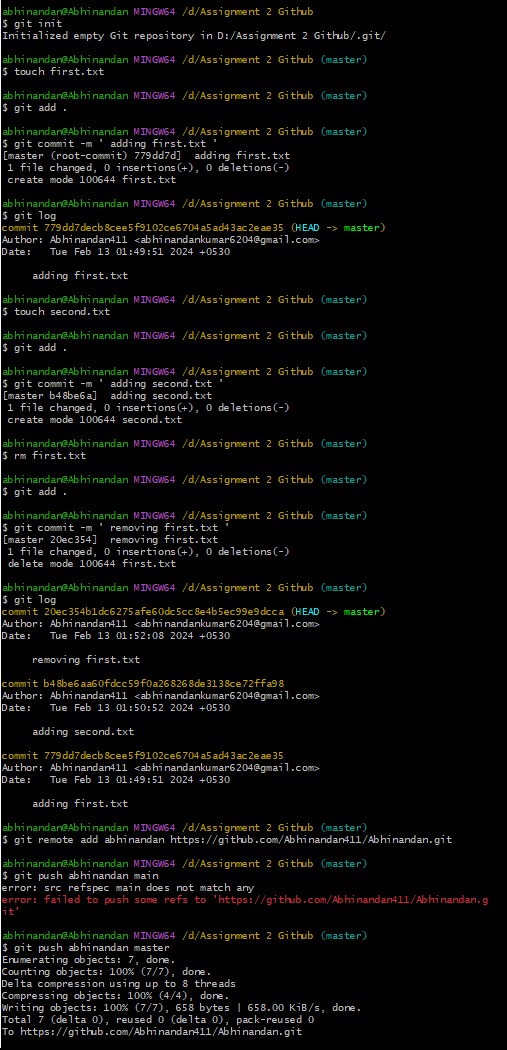 abhinandan@Abhinandan MINGW64 /d/Assignment 2 Github
$ git init
Initialized empty Git repository in D:/Assignment 2 Github/.git/
abhinandan@Abhinandan MINGW64 /d/Assignment 2 Github (master)
$ touch first.txt
abhinandan@Abhinandan MINGW64 /d/Assignment 2 Github (master)
$ git add .
abhinandan@Abhinandan MINGW64 /d/Assignment 2 Github (master)
$ git commit -m ' adding first.txt '
[master (root-commit) 779dd7d]  adding first.txt
 1 file changed, 0 insertions(+), 0 deletions(-)
 create mode 100644 first.txt
abhinandan@Abhinandan MINGW64 /d/Assignment 2 Github (master)
$ git log
commit 779dd7decb8cee5f9102ce6704a5ad43ac2eae35 (HEAD -> master)
Author: Abhinandan411 <abhinandankumar6204@gmail.com>
Date:   Tue Feb 13 01:49:51 2024 +0530
     adding first.txt
abhinandan@Abhinandan MINGW64 /d/Assignment 2 Github (master)
$ touch second.txt
abhinandan@Abhinandan MINGW64 /d/Assignment 2 Github (master)
$ git add .
abhinandan@Abhinandan MINGW64 /d/Assignment 2 Github (master)
$ git commit -m ' adding second.txt '
[master b48be6a]  adding second.txt
 1 file changed, 0 insertions(+), 0 deletions(-)
 create mode 100644 second.txt
abhinandan@Abhinandan MINGW64 /d/Assignment 2 Github (master)
$ rm first.txt
abhinandan@Abhinandan MINGW64 /d/Assignment 2 Github (master)
$ git add .
abhinandan@Abhinandan MINGW64 /d/Assignment 2 Github (master)
$ git commit -m ' removing first.txt '
[master 20ec354]  removing first.txt
 1 file changed, 0 insertions(+), 0 deletions(-)
 delete mode 100644 first.txt
abhinandan@Abhinandan MINGW64 /d/Assignment 2 Github (master)
$ git log
commit 20ec354b1dc6275afe60dc5cc8e4b5ec99e9dcca (HEAD -> master)
Author: Abhinandan411 <abhinandankumar6204@gmail.com>
Date:   Tue Feb 13 01:52:08 2024 +0530
     removing first.txt
commit b48be6aa60fdcc59f0a268268de3138ce72ffa98
Author: Abhinandan411 <abhinandankumar6204@gmail.com>
Date:   Tue Feb 13 01:50:52 2024 +0530
     adding second.txt
commit 779dd7decb8cee5f9102ce6704a5ad43ac2eae35
Author: Abhinandan411 <abhinandankumar6204@gmail.com>
Date:   Tue Feb 13 01:49:51 2024 +0530
     adding first.txt
abhinandan@Abhinandan MINGW64 /d/Assignment 2 Github (master)
$ git remote add abhinandan https://github.com/Abhinandan411/Abhinandan.git
abhinandan@Abhinandan MINGW64 /d/Assignment 2 Github (master)
$ git push abhinandan main
error: src refspec main does not match any
error: failed to push some refs to 'https://github.com/Abhinandan411/Abhinandan.g
it'
abhinandan@Abhinandan MINGW64 /d/Assignment 2 Github (master)
$ git push abhinandan master
Enumerating objects: 7, done.
Counting objects: 100% (7/7), done.
Delta compression using up to 8 threads
Compressing objects: 100% (4/4), done.
Writing objects: 100% (7/7), 658 bytes | 658.00 KiB/s, done.
Total 7 (delta 0), reused 0 (delta 0), pack-reused 0
To https://github.com/Abhinandan411/Abhinandan.git